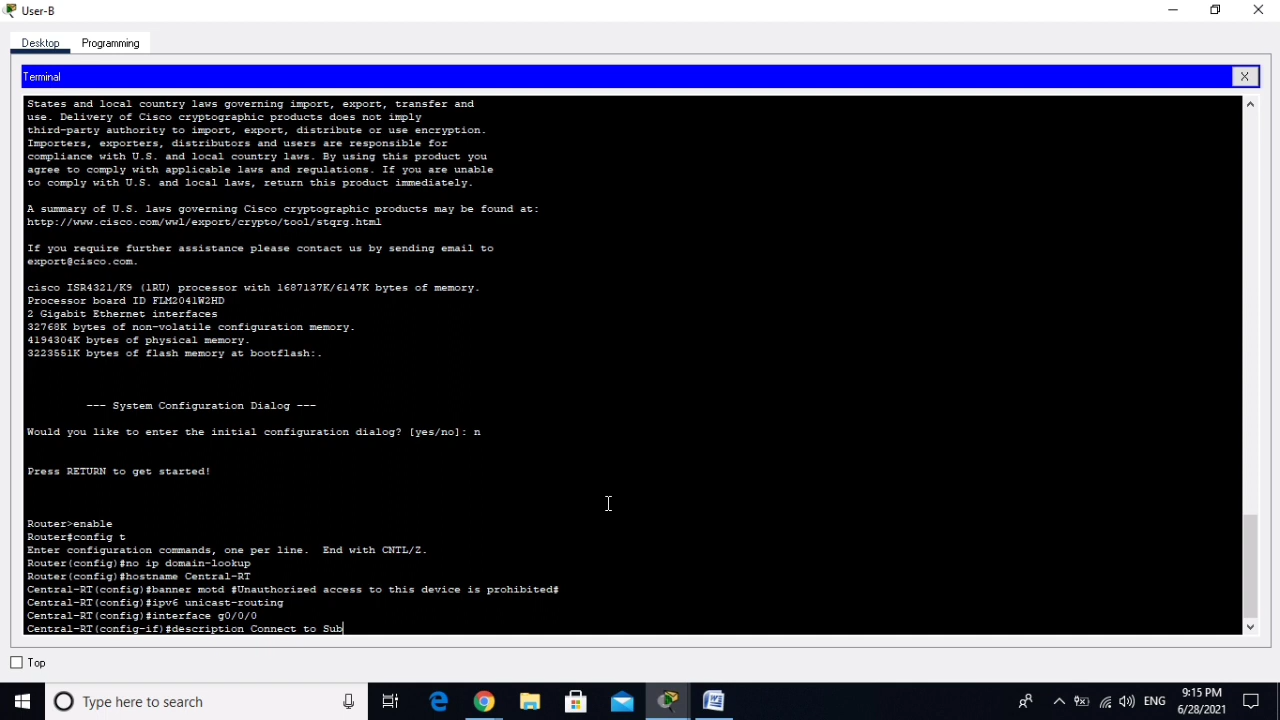 User-B
Desktop Programming
Terminal X
States and local country laws governing import, export, transfer and
use. Delivery of Cisco cryptographic products does not imply
third-party authority to import, export, distribute or use encryption.
Importers, exporters, distributors and users are responsible for
compliance with U.S. and local country laws. By using this product you
agree to comply with applicable laws and regulations. If you are unable
to comply with U.S. and local laws, return this product immediately.
A summary of U.S. laws governing Cisco cryptographic products may be found at:
http://www.cisco.com/wwl/export/crypto/tool/stqrg.html
If you require further assistance please contact us by sending email to
export@cisco.com.
cisco ISR4321/K9 (1RU) processor with 1687137K/6147K bytes of memory.
Processor board ID FLM2041W2HD
2 Gigabit Ethernet interfaces
32768K bytes of non-volatile configuration memory.
4194304K bytes of physical memory.
3223551K bytes of flash memory at bootflash:.
--- System Configuration Dialog ---
Would you like to enter the initial configuration dialog? [yes/no]: n
Press RETURN to get started!
Router>enable
Router#config t
Enter configuration commands, one per line.  End with CNTL/Z.
Router(config)#no ip domain-lookup
Router(config)#hostname Central-RT
Central-RT(config)#banner motd #Unauthorized access to this device is prohibited#
Central-RT(config)#ipv6 unicast-routing
Central-RT(config)#interface g0/0/0
Central-RT(config-if)#description Connect to Sub
Top
Type here to search
ENG
9:15 PM
6/28/2021